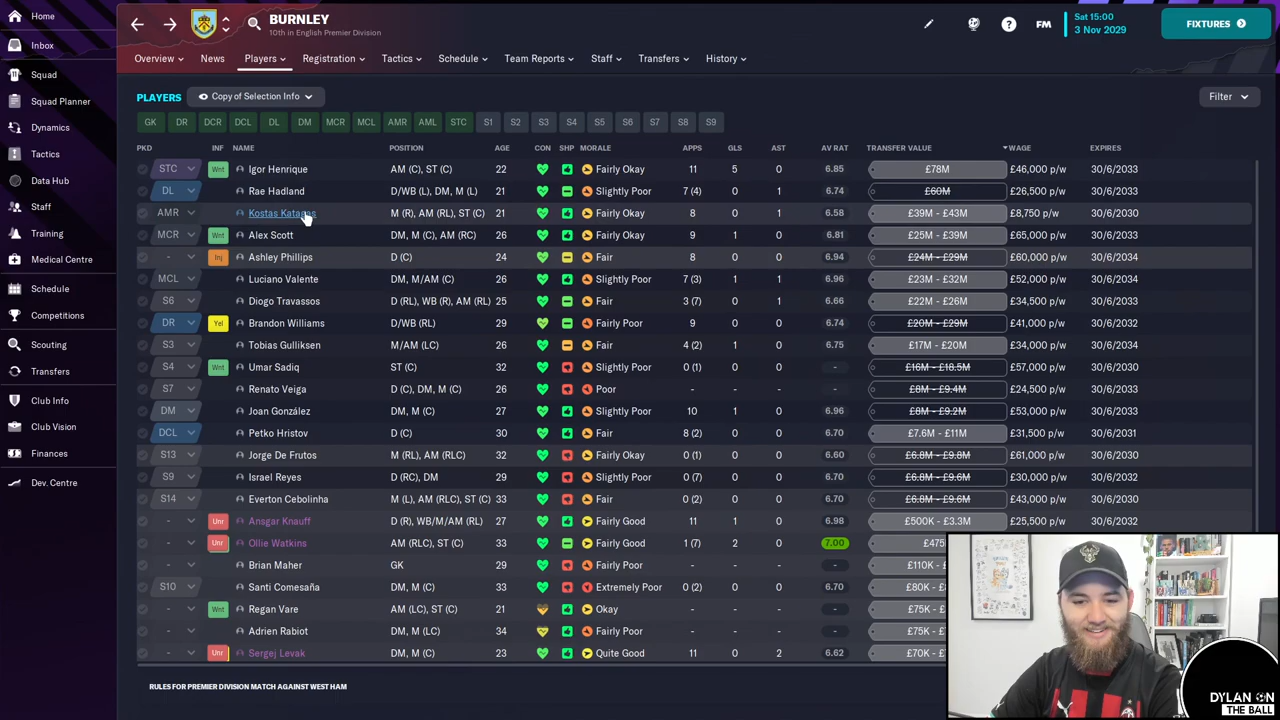 Home
Inbox
Squad
Squad Planner
Dynamics
Tactics
Data Hub
Staff
Training
Medical Centre
Schedule
Competitions
Scouting
Transfers
Club Info
Club Vision
Finances
Dev. Centre
BURNLEY
10th in English Premier Division
FM
Sat 15:00
3 Nov 2029
FIXTURES
Overview News Players Registration Tactics Schedule Team Reports Staff Transfers History
PLAYERS Copy of Selection Info Filter
GK DR DCR DCL DL DM MCR MCL AMR AML STC S1 S2 S3 S4 S5 S6 S7 S8 S9
PKD INF NAME POSITION AGE CON SHP MORALE APPS GLS AST AV RAT TRANSFER VALUE WAGE EXPIRES
STC Wnt Igor Henrique AM (C), ST (C) 22 Fairly Okay 11 5 0 6.85 £78M £46,000 p/w 30/6/2033
DL Rae Hadland D/WB (L), DM, M (L) 21 Slightly Poor 7 (4) 0 1 6.74 £60M £26,500 p/w 30/6/2033
AMR Kostas Katagas M (R), AM (RL), ST (C) 21 Fairly Okay 8 0 1 6.58 £39M - £43M £8,750 p/w 30/6/2030
MCR Wnt Alex Scott DM, M (C), AM (RC) 26 Fairly Okay 9 1 0 6.81 £25M - £39M £65,000 p/w 30/6/2033
- Inj Ashley Phillips D (C) 24 Fair 8 0 0 6.94 £24M - £29M £60,000 p/w 30/6/2034
MCL Luciano Valente DM, M/AM (C) 26 Slightly Poor 7 (3) 1 1 6.96 £23M - £32M £52,000 p/w 30/6/2033
S6 Diogo Travassos D (RL), WB (R), AM (RL) 25 Fair 3 (7) 0 1 6.66 £22M - £26M £34,500 p/w 30/6/2030
DR Yel Brandon Williams D/WB (RL) 29 Fairly Poor 9 0 0 6.74 £20M - £29M £41,000 p/w 30/6/2032
S3 Tobias Gulliksen M/AM (LC) 26 Fair 4 (2) 1 0 6.75 £17M - £20M £34,500 p/w 30/6/2034
S4 Wnt Umar Sadiq ST (C) 32 Slightly Poor 0 (1) 0 0 - £16M - £18.5M £57,000 p/w 30/6/2032
S7 Renato Veiga D (C), DM, M (C) 26 Poor - - - - £8M - £9.4M £24,500 p/w 30/6/2032
DM Joan González DM, M (C) 27 Slightly Poor 10 1 0 6.96 £8M - £9.2M £53,000 p/w 30/6/2033
DCL Petko Hristov D (C) 30 Fair 8 (2) 0 0 6.70 £7.6M - £11M £31,500 p/w 30/6/2031
S13 Jorge De Frutos M (RL), AM (RLC) 32 Fairly Okay 0 (1) 0 0 6.60 £6.8M - £9.8M £61,000 p/w 30/6/2030
S9 Israel Reyes D (RC), DM 29 Slightly Poor 0 (7) 0 0 6.70 £6.8M - £9.6M £29,500 p/w 30/6/2033
S14 Everton Cebolinha M (L), AM (RLC), ST (C) 33 Fair 0 (2) 0 0 6.70 £6.8M - £9.6M £43,000 p/w 30/6/2030
- Unr Ansgar Knauff D (R), WB/M/AM (RL) 27 Fairly Good 11 1 0 6.98 £500K - £3.3M £25,500 p/w 30/6/2032
- Unr Ollie Watkins AM (RLC), ST (C) 33 Fairly Good 1 (7) 2 0 7.00 £475
- Brian Maher GK 29 Fairly Poor - - - - £110K -
S10 Santi Comesaña DM, M (C) 33 Extremely Poor 0 (2) 0 0 6.70 £80K -
- Wnt Regan Vare AM (LC), ST (C) 21 Okay - - - - £75K -
- Adrien Rabiot DM, M (LC) 34 Fairly Poor - - - - £75K -
- Unr Sergej Levak DM, M (C) 23 Quite Good 11 0 2 6.62 £70K -
RULES FOR PREMIER DIVISION MATCH AGAINST WEST HAM
DYLAN ON
THE BALL